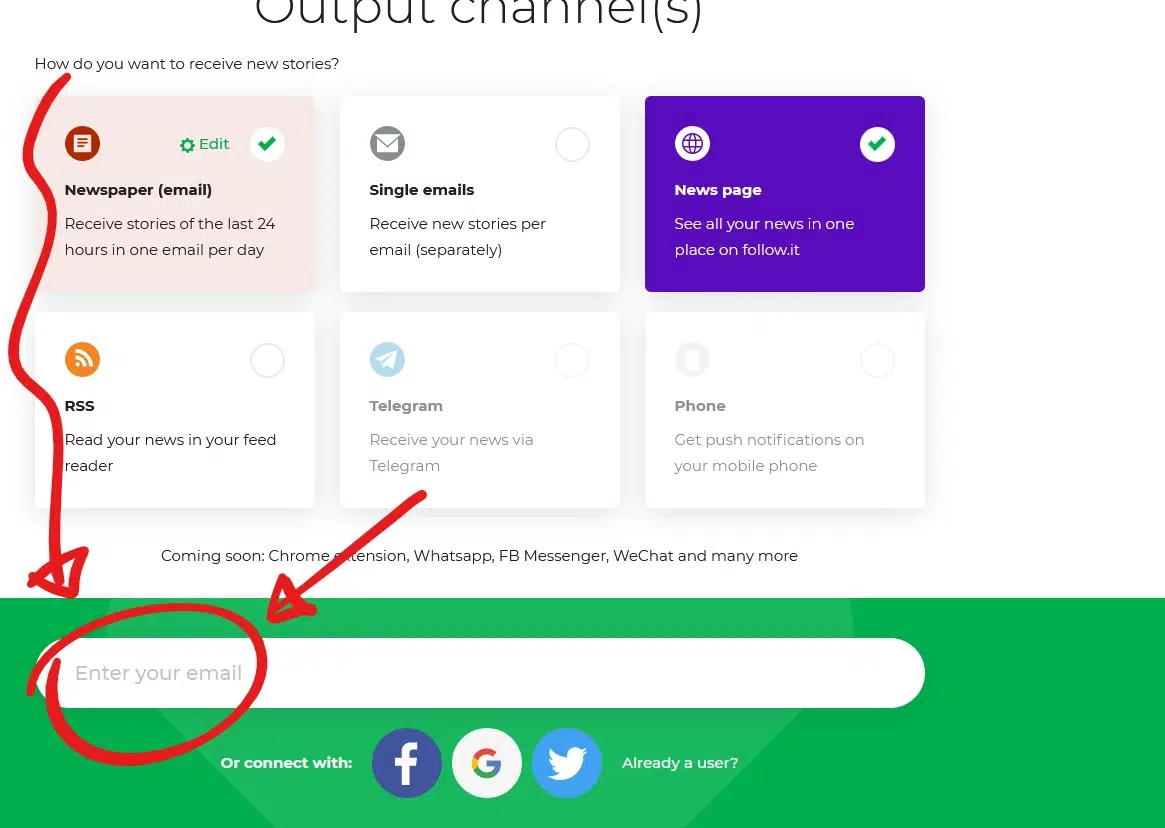 Output channel(s)
How do you want to receive new stories?
Edit
Newspaper (email)
Receive stories of the last 24
hours in one email per day
Single emails
Receive new stories per
email (separately)
News page
See all your news in one
place on follow.it
RSS
Read your news in your feed
reader
Telegram
Receive your news via
Telegram
Phone
Get push notifications on
your mobile phone
Coming soon: Chrome extension, Whatsapp, FB Messenger, WeChat and many more
Enter your email
Or connect with:
Already a user?